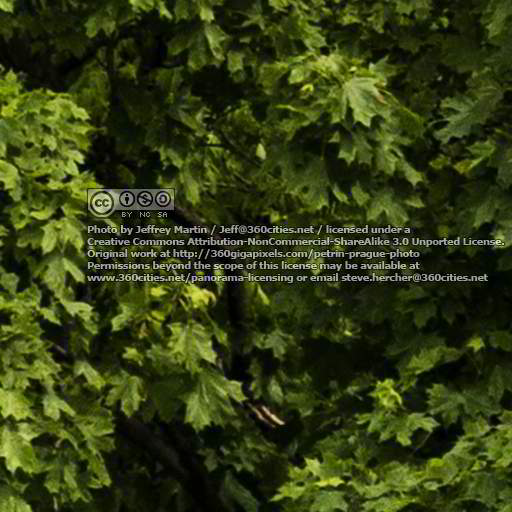 cc BY NC SA
Photo by Jeffrey Martin / Jeff@360cities.net / licensed under a
Creative Commons Attribution-NonCommercial-ShareAlike 3.0 Unported License.
Original work at http://360gigapixels.com/petrin-prague-photo
Permissions beyond the scope of this license may be available at
www.360cities.net/panorama-licensing or email steve.hercher@360cities.net